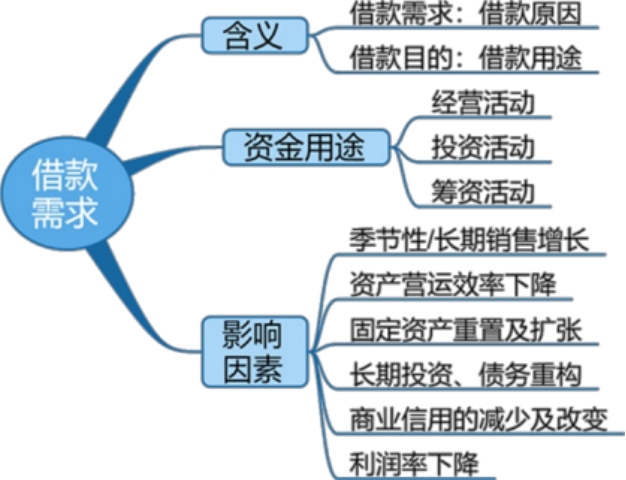 借款
需求
含义
借款需求：借款原因
借款目的：借款用途
资金用途
经营活动
投资活动
筹资活动
影响
因素
季节性/长期销售增长
资产营运效率下降
固定资产重置及扩张
长期投资、债务重构
商业信用的减少及改变
利润率下降